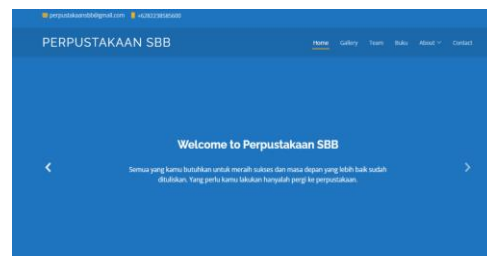 perpustakaansbb@gmail.com
PERPUSTAKAAN SBB
Home Gallery Team Buku About Contact
Welcome to Perpustakaan SBB
Semua yang kamu butuhkan untuk meraih sukses dan masa depan yang lebih baik sudah
dituliskan. Yang perlu kamu lakukan hanyalah pergi ke perpustakaan.